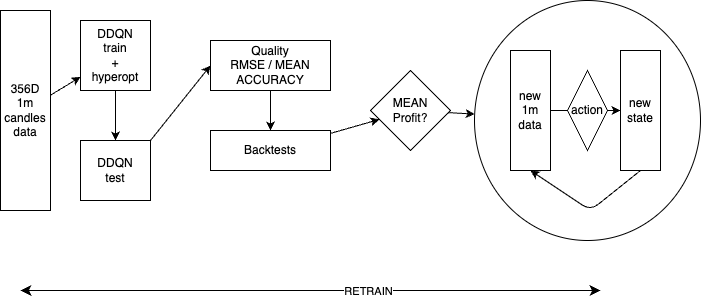 356D
1m
candles
data
DDQN
train
+
hyperopt
DDQN
test
Quality
RMSE / MEAN
ACCURACY
Backtests
MEAN
Profit?
new
1m
data
action
new
state
RETRAIN